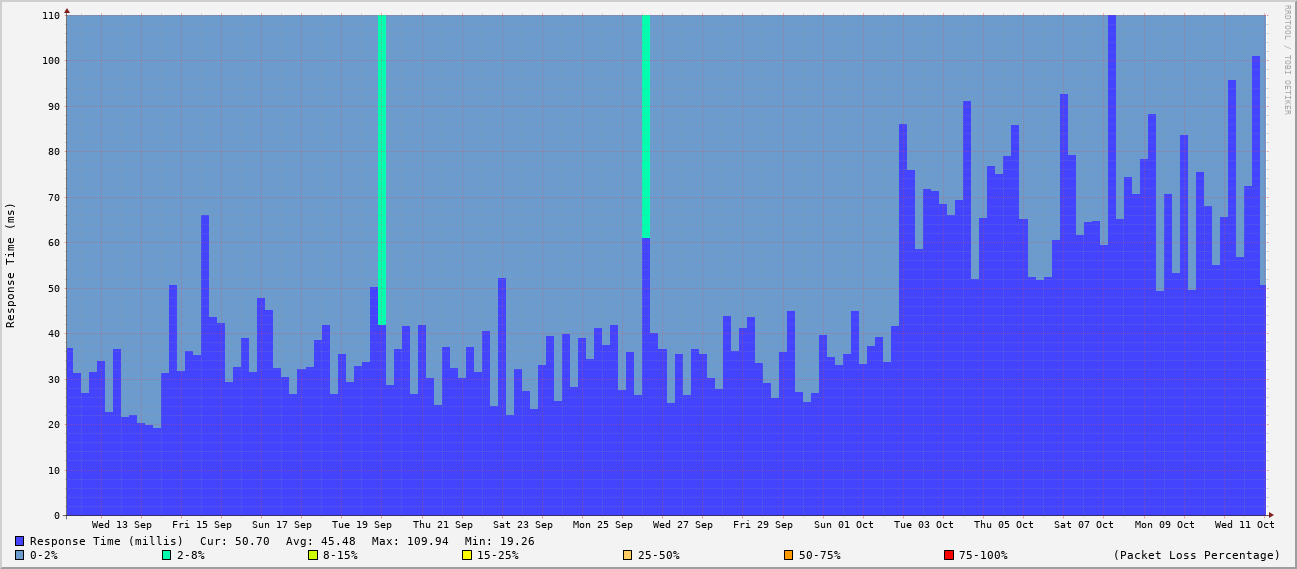 RRDTOOL / TOBI OETIKER
Response Time (ms)
110
100
90
80
70
60
50
40
30
20
10
0
Wed 13 Sep Fri 15 Sep Sun 17 Sep Tue 19 Sep Thu 21 Sep Sat 23 Sep Mon 25 Sep Wed 27 Sep Fri 29 Sep Sun 01 Oct Tue 03 Oct Thu 05 Oct Sat 07 Oct Mon 09 Oct Wed 11 Oct
Response Time (millis) Cur: 50.70 Avg: 45.48 Max: 109.94 Min: 19.26
0-2% 2-8% 8-15% 15-25% 25-50% 50-75% 75-100% (Packet Loss Percentage)